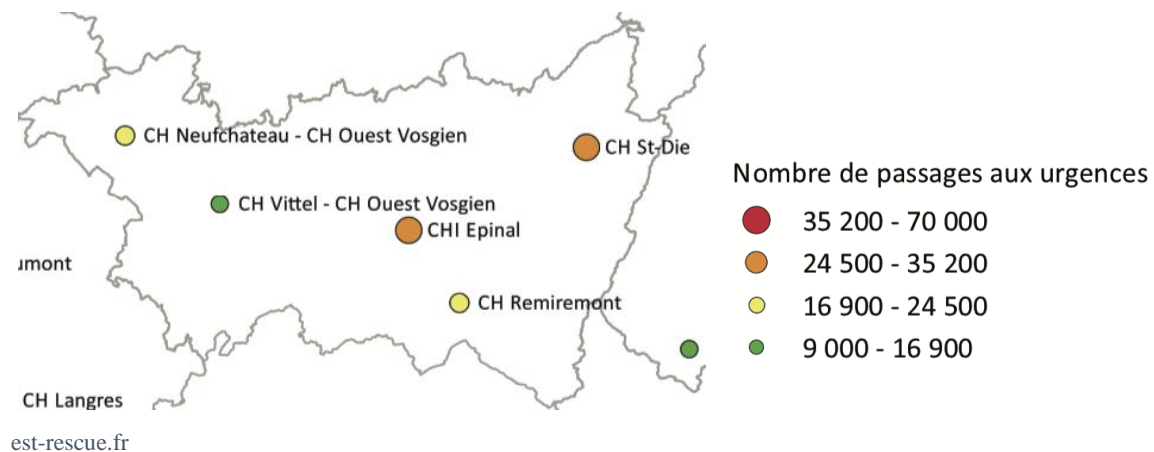 CH Neufchateau - CH Ouest Vosgien
CH St-Die
CH Vittel - CH Ouest Vosgien
CHI Epinal
CH Remiremont
CH Langres
Nombre de passages aux urgences
35 200 - 70 000
24 500 - 35 200
16 900 - 24 500
9 000 - 16 900
est-rescue.fr